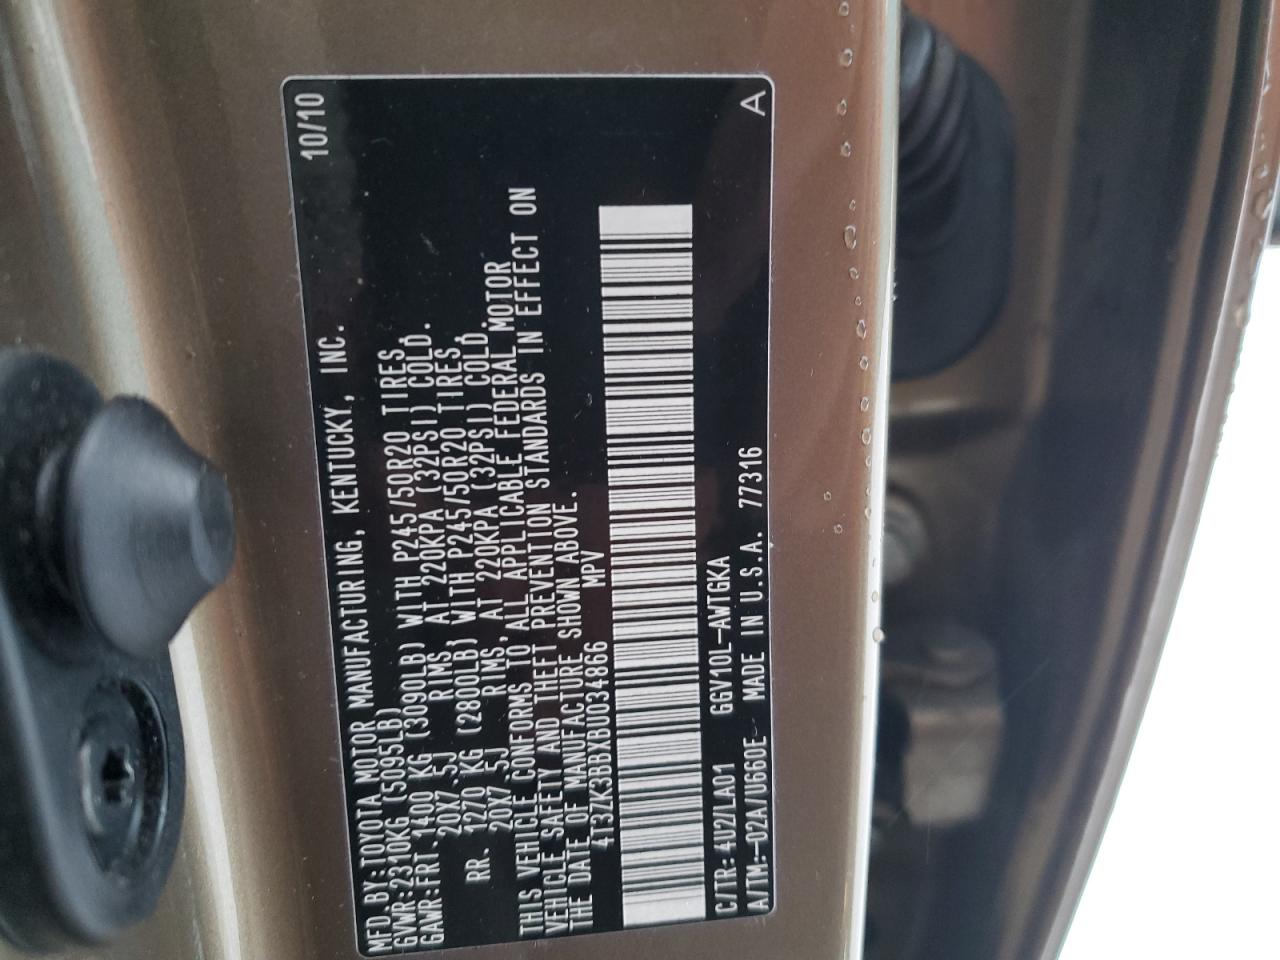 MFD.BY:TOYOTA MOTOR MANUFACTURING, KENTUCKY, INC. 10/10
GVWR:2310KG (5095LB)
GAWR:FRT.1400 KG (3090LB) WITH P245/50R20 TIRES,
20X7.5J RIMS, AT 220KPA (32PSI) COLD.
RR. 1270 KG (2800LB) WITH P245/50R20 TIRES,
20X7.5J RIMS, AT 220KPA (32PSI) COLD.
THIS VEHICLE CONFORMS TO ALL APPLICABLE FEDERAL MOTOR
VEHICLE SAFETY AND THEFT PREVENTION STANDARDS IN EFFECT ON
THE DATE OF MANUFACTURE SHOWN ABOVE.
4T3ZK3BBXBU034866 MPV
C/TR:4U2/LA01 GGV10L-AWTGKA
A/TM:-02A/U660E MADE IN U.S.A. 77316 A